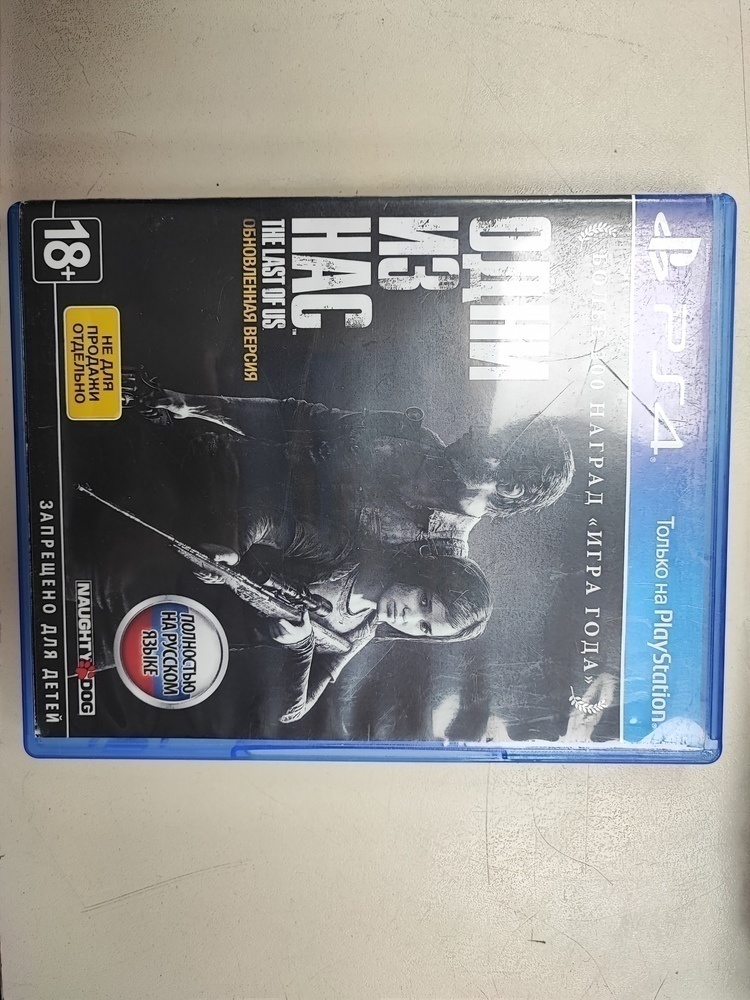 PS4
Только на PlayStation
БОЛЕЕ 200 НАГРАД «ИГРА ГОДА»
ОДНИ
ИЗ
НАС™
THE LAST OF US
ОБНОВЛЕННАЯ ВЕРСИЯ
ПОЛНОСТЬЮ
НА РУССКОМ
ЯЗЫКЕ
НЕ ДЛЯ
ПРОДАЖИ
ОТДЕЛЬНО
NAUGHTY DOG
18+
ЗАПРЕЩЕНО ДЛЯ ДЕТЕЙ